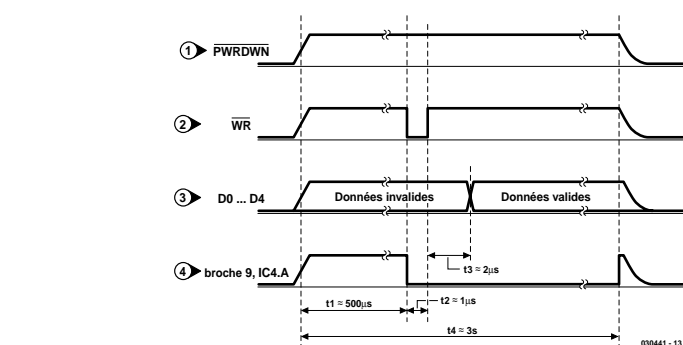 1 PWRDWN
2 WR
3 D0 ... D4 Données invalides Données valides
4 broche 9, IC4.A
t3 ≈ 2µs
t1 ≈ 500µs t2 ≈ 1µs
t4 ≈ 3s
030441 - 13